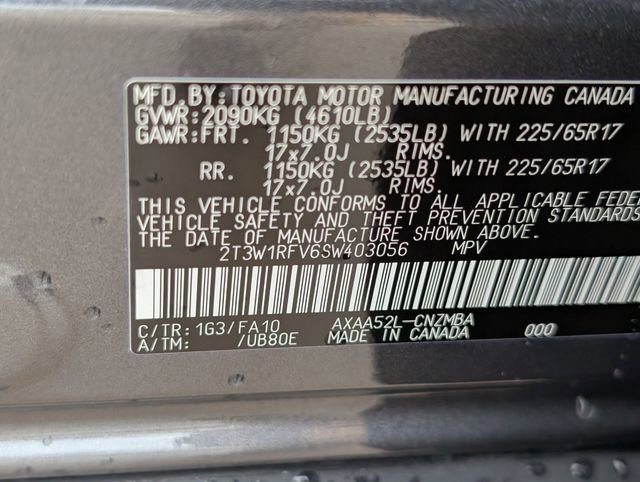 MFD.BY:TOYOTA MOTOR MANUFACTURING CANADA
GVWR:2090KG (4610LB)
GAWR:FRT. 1150KG (2535LB) WITH 225/65R17
17x7.0J RIMS.
RR. 1150KG (2535LB) WITH 225/65R17
17x7.0J RIMS.
THIS VEHICLE CONFORMS TO ALL APPLICABLE FEDE
VEHICLE SAFETY AND THEFT PREVENTION STANDARDS
THE DATE OF MANUFACTURE SHOWN ABOVE.
2T3W1RFV6SW403056 MPV
C/TR: 1G3/FA10 AXAA52L-CNZMBA 000
A/TM: /UB80E MADE IN CANADA